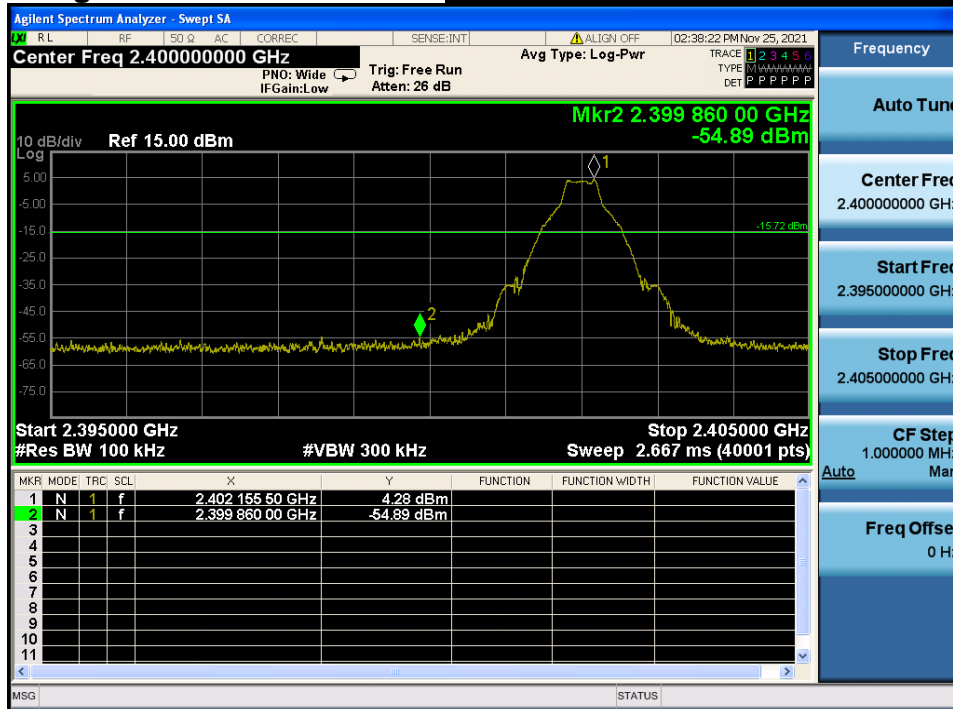 Agilent Spectrum Analyzer - Swept SA
LXI RL RF 50 Ω AC CORREC SENSE:INT ALIGN OFF 02:38:22 PM Nov 25, 2021
Center Freq 2.400000000 GHz
PNO: Wide
IFGain:Low
Trig: Free Run
Atten: 26 dB
Avg Type: Log-Pwr
TRACE 1 2 3 4 5 6
TYPE M WWWWW
DET P P P P P P
Mkr2 2.399 860 00 GHz
-54.89 dBm
10 dB/div Ref 15.00 dBm
Log
5.00
-5.00
-15.0
-25.0
-35.0
-45.0
-55.0
-65.0
-75.0
1
-15.72 dBm
2
Start 2.395000 GHz Stop 2.405000 GHz
#Res BW 100 kHz #VBW 300 kHz Sweep 2.667 ms (40001 pts)
MKR MODE TRC SCL X Y FUNCTION FUNCTION WIDTH FUNCTION VALUE
1 N 1 f 2.402 155 50 GHz 4.28 dBm
2 N 1 f 2.399 860 00 GHz -54.89 dBm
3
4
5
6
7
8
9
10
11
MSG STATUS
Frequency
Auto Tune
Center Freq
2.400000000 GHz
Start Freq
2.395000000 GHz
Stop Freq
2.405000000 GHz
CF Step
1.000000 MHz
Auto Man
Freq Offset
0 Hz